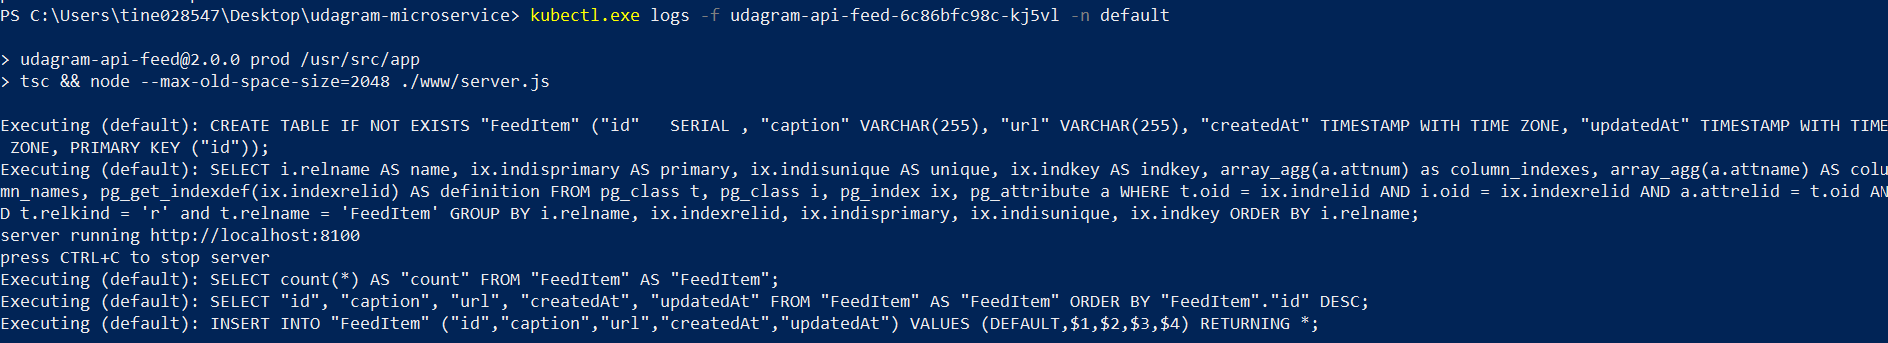 PS C:\Users\tine028547\Desktop\udagram-microservice> kubectl.exe logs -f udagram-api-feed-6c86bfc98c-kj5vl -n default
> udagram-api-feed@2.0.0 prod /usr/src/app
> tsc && node --max-old-space-size=2048 ./www/server.js
Executing (default): CREATE TABLE IF NOT EXISTS "FeedItem" ("id"   SERIAL , "caption" VARCHAR(255), "url" VARCHAR(255), "createdAt" TIMESTAMP WITH TIME ZONE, "updatedAt" TIMESTAMP WITH TIME
 ZONE, PRIMARY KEY ("id"));
Executing (default): SELECT i.relname AS name, ix.indisprimary AS primary, ix.indisunique AS unique, ix.indkey AS indkey, array_agg(a.attnum) as column_indexes, array_agg(a.attname) AS colu
mn_names, pg_get_indexdef(ix.indexrelid) AS definition FROM pg_class t, pg_class i, pg_index ix, pg_attribute a WHERE t.oid = ix.indrelid AND i.oid = ix.indexrelid AND a.attrelid = t.oid AN
D t.relkind = 'r' and t.relname = 'FeedItem' GROUP BY i.relname, ix.indexrelid, ix.indisprimary, ix.indisunique, ix.indkey ORDER BY i.relname;
server running http://localhost:8100
press CTRL+C to stop server
Executing (default): SELECT count(*) AS "count" FROM "FeedItem" AS "FeedItem";
Executing (default): SELECT "id", "caption", "url", "createdAt", "updatedAt" FROM "FeedItem" AS "FeedItem" ORDER BY "FeedItem"."id" DESC;
Executing (default): INSERT INTO "FeedItem" ("id","caption","url","createdAt","updatedAt") VALUES (DEFAULT,$1,$2,$3,$4) RETURNING *;